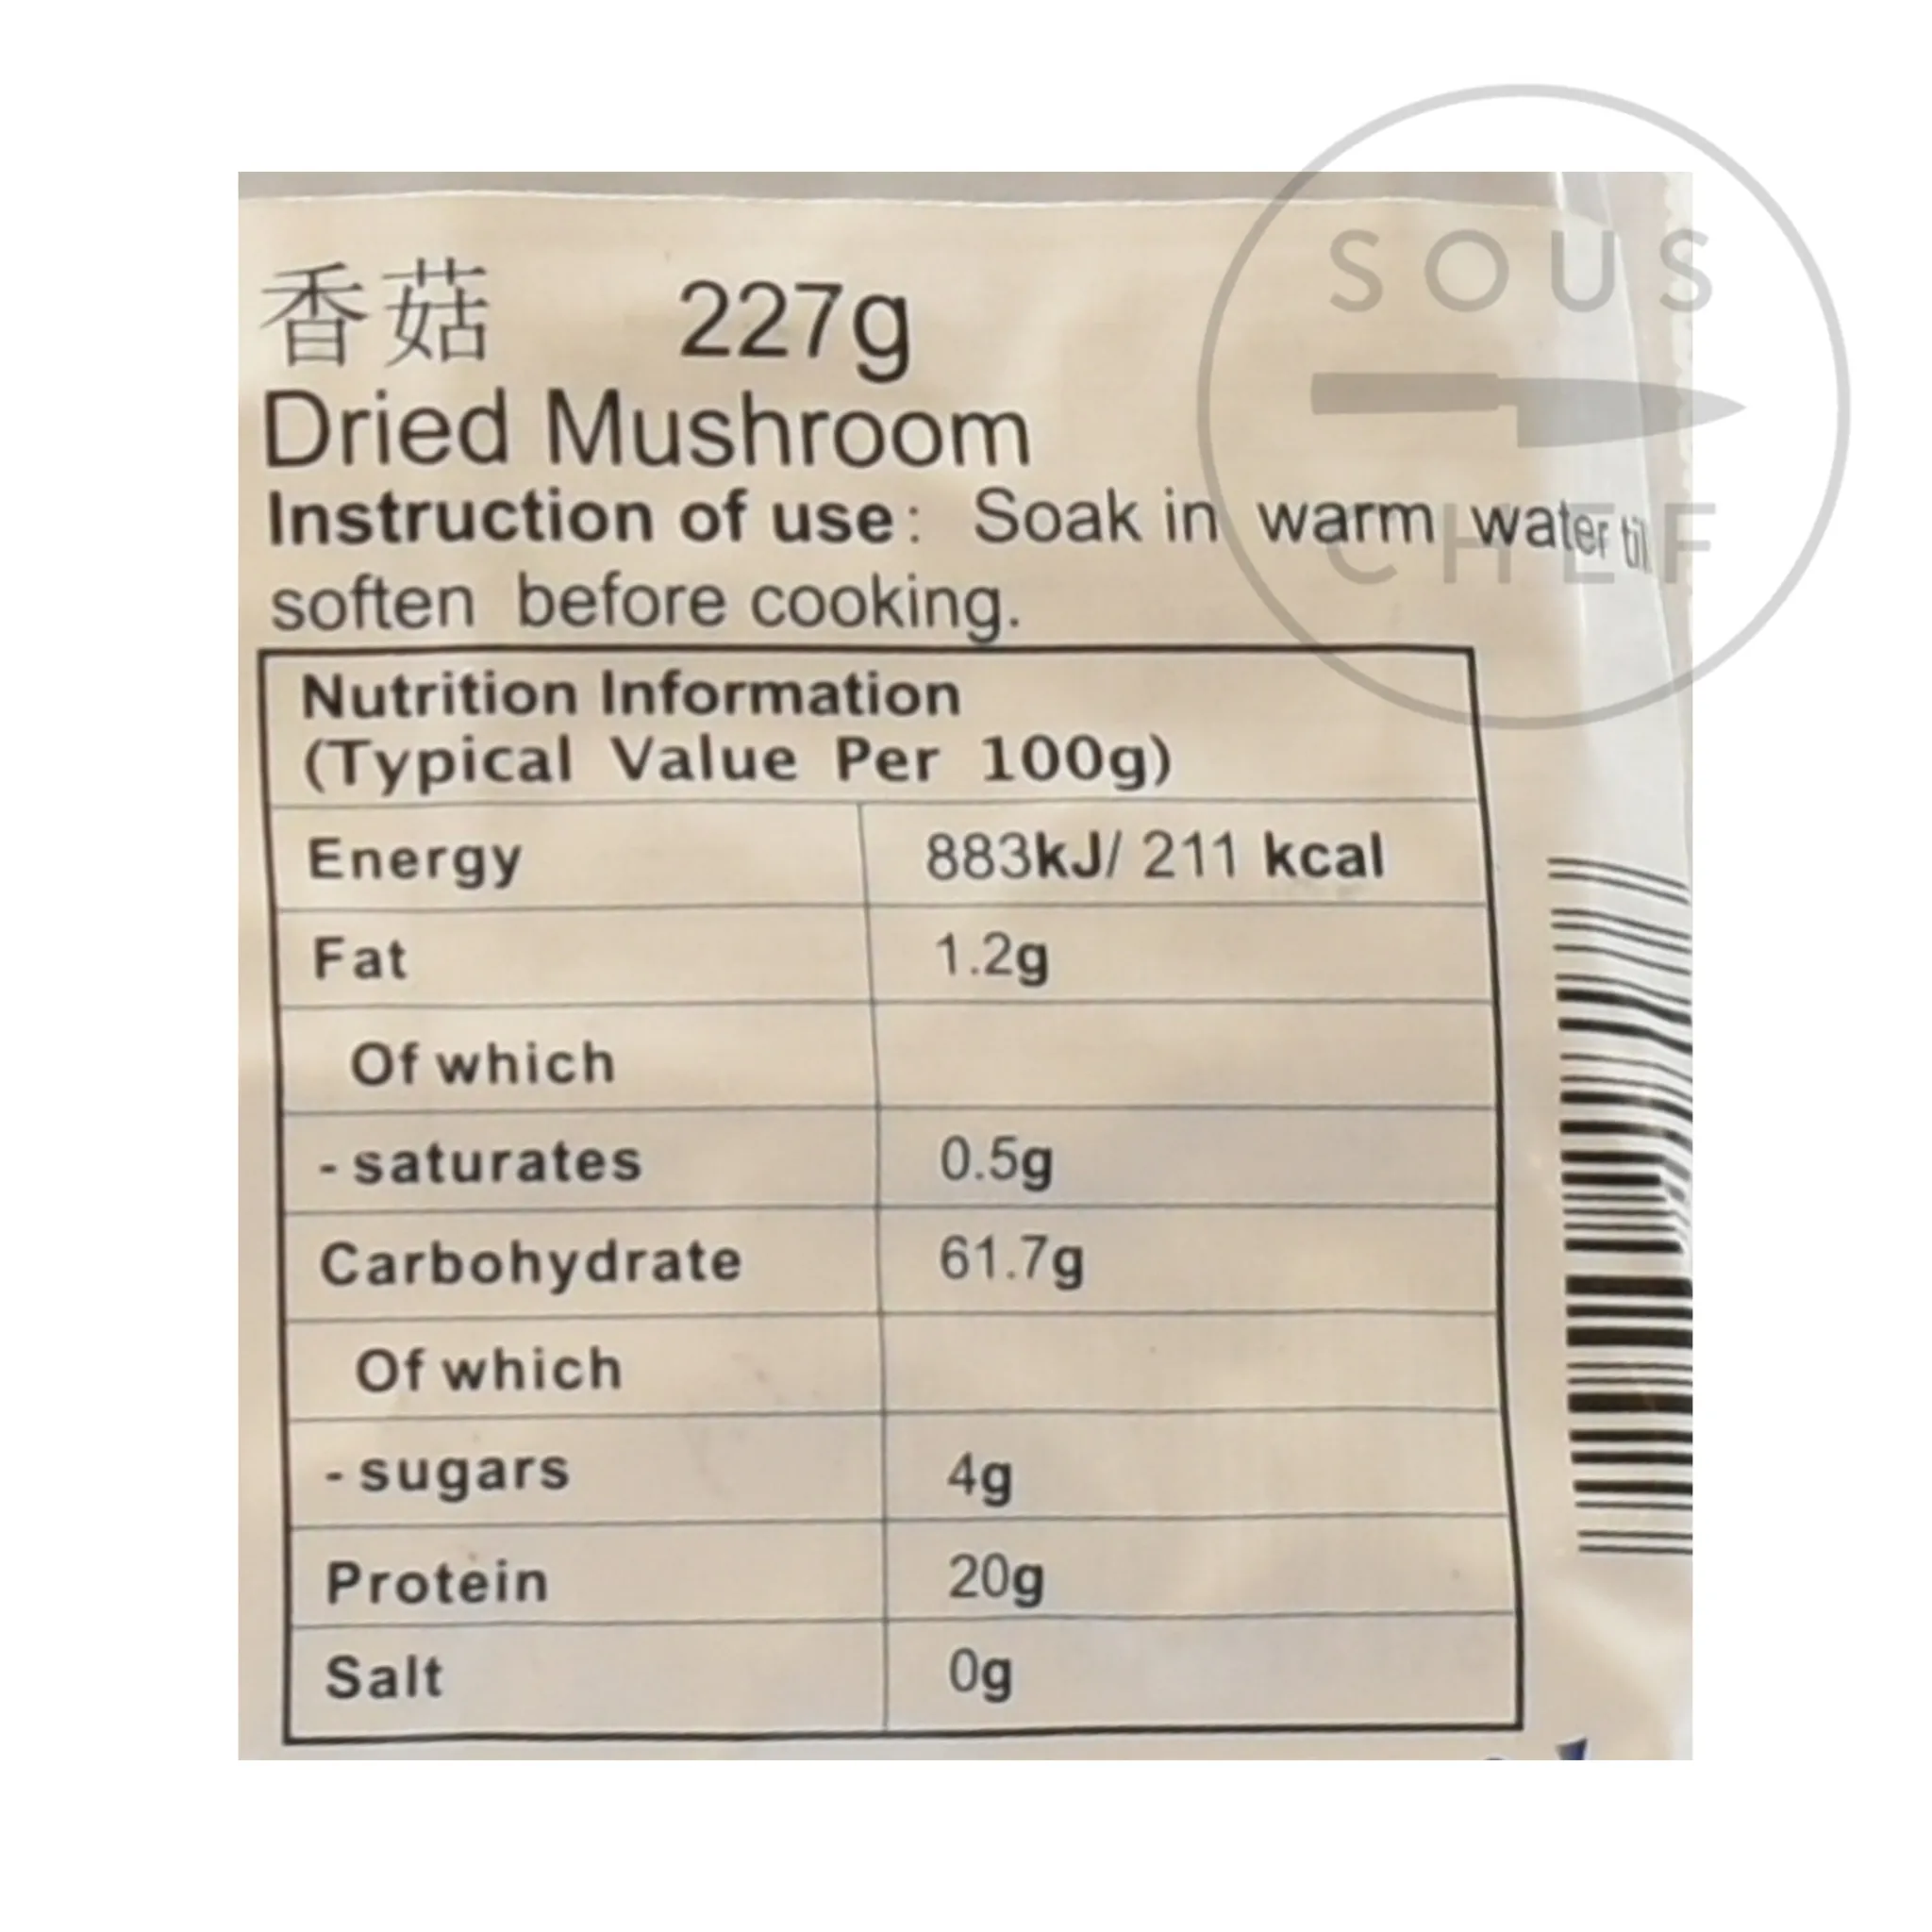 香菇 227g
Dried Mushroom
Instruction of use: Soak in warm water til
soften before cooking.
Nutrition Information
(Typical Value Per 100g)
Energy 883kJ/ 211 kcal
Fat 1.2g
Of which
- saturates 0.5g
Carbohydrate 61.7g
Of which
- sugars 4g
Protein 20g
Salt 0g
SOUS
CHEF